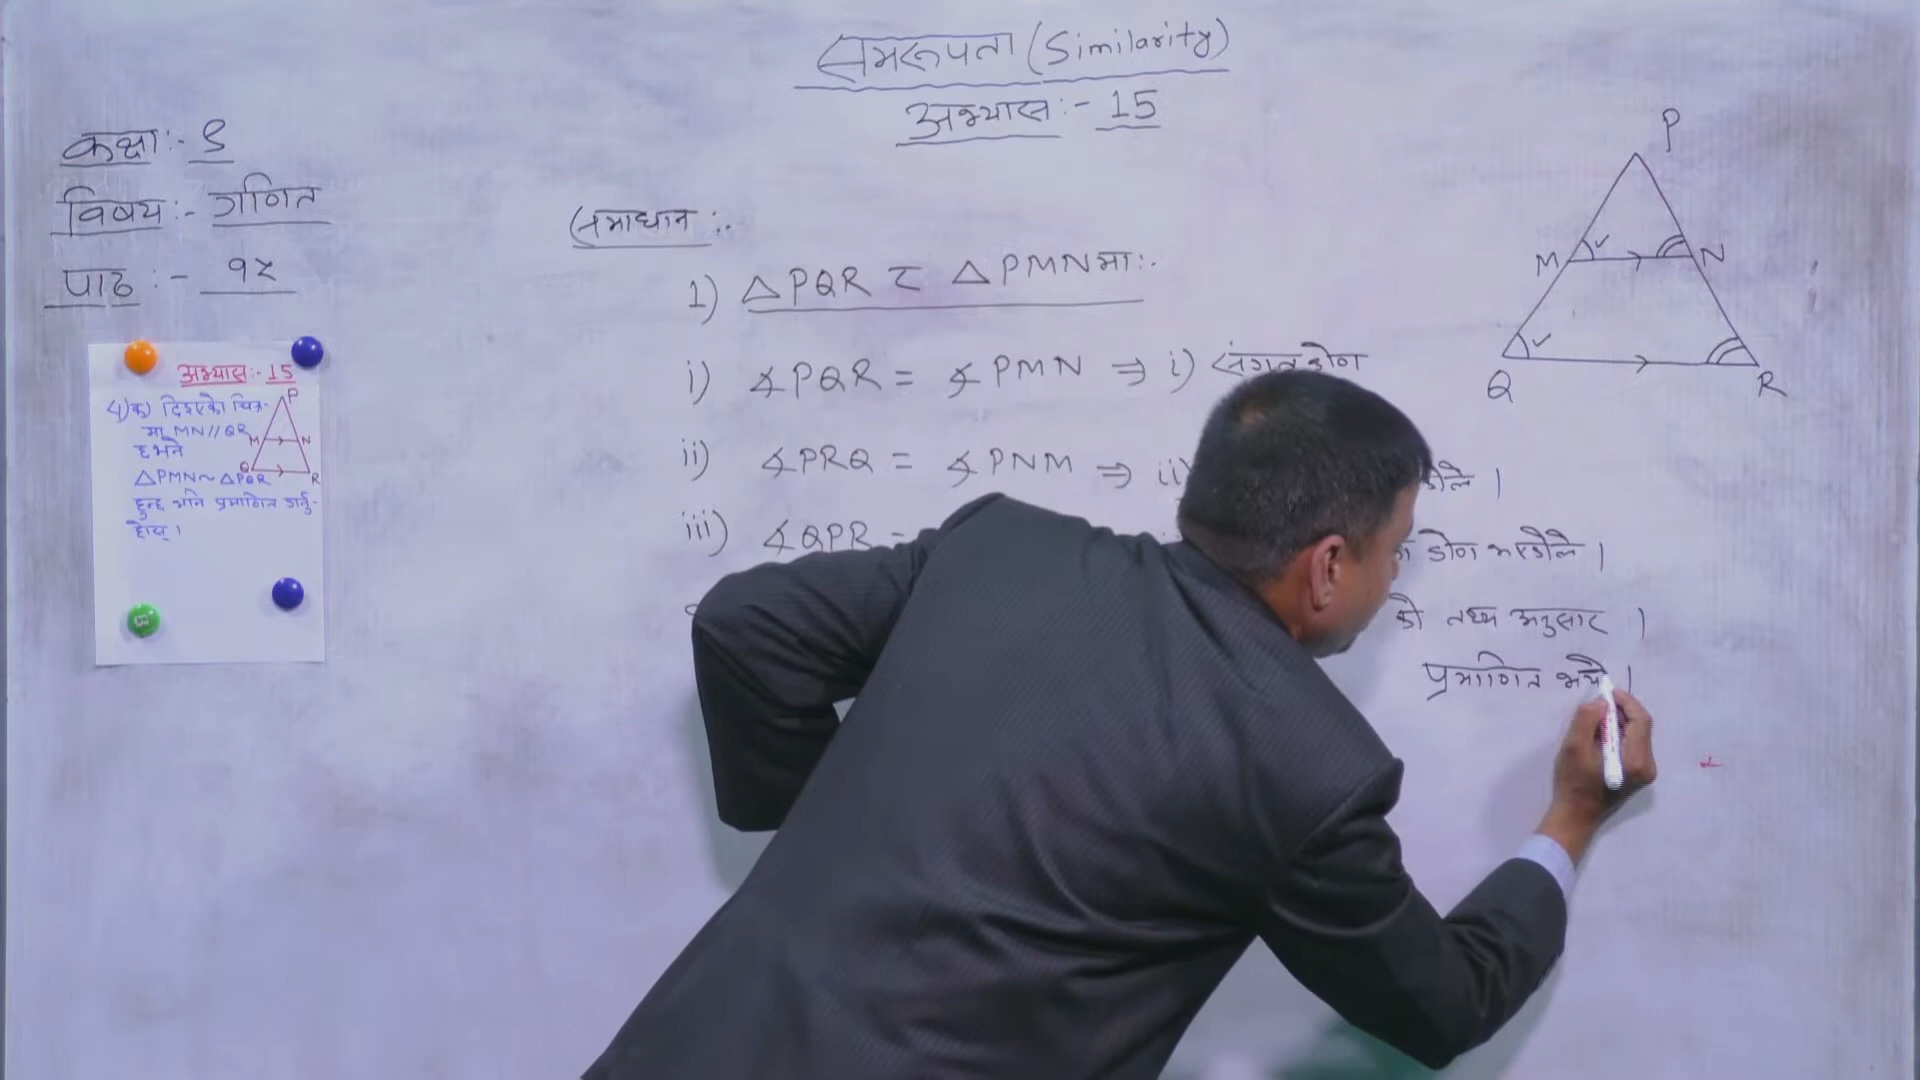 समरूपता (Similarity)
अभ्यास :- 15
कक्षा :- ९
विषय :- गणित
पाठ :- १५
अभ्यास :- 15
4) क) दिइएको चित्र-
मा MN//QR
छ भने
△PMN ~ △PQR
हुन्छ भनि प्रमाणित गर्नु-
होस् ।
P
M
N
Q
R
समाधान :.
1) △PQR र △PMN मा:.
i) ∡PQR = ∡PMN ⇒ i) संगत कोण
ii) ∡PRQ = ∡PNM ⇒ ii) ।
iii) ∡QPR = कोण भएकोले ।
को तथ्य अनुसार ।
प्रमाणित भयो ।
P
M
N
Q
R